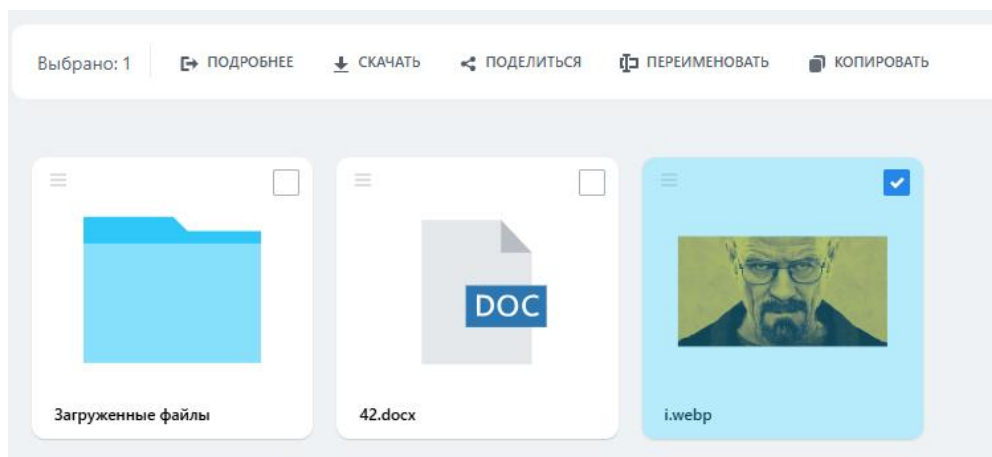 Выбрано: 1 ПОДРОБНЕЕ СКАЧАТЬ ПОДЕЛИТЬСЯ ПЕРЕИМЕНОВАТЬ КОПИРОВАТЬ
DOC
Загруженные файлы 42.docx i.webp